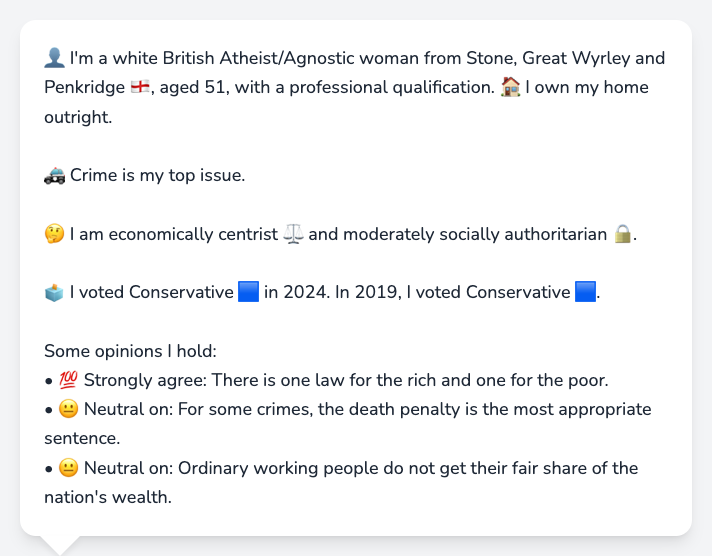 👤 I'm a white British Atheist/Agnostic woman from Stone, Great Wyrley and
Penkridge 🏴󠁧󠁢󠁥󠁮󠁧󠁿, aged 51, with a professional qualification. 🏠 I own my home
outright.
🚓 Crime is my top issue.
🤔 I am economically centrist ⚖️ and moderately socially authoritarian 🔒.
🗳️ I voted Conservative 🟦 in 2024. In 2019, I voted Conservative 🟦.
Some opinions I hold:
• 💯 Strongly agree: There is one law for the rich and one for the poor.
• 😐 Neutral on: For some crimes, the death penalty is the most appropriate
sentence.
• 😐 Neutral on: Ordinary working people do not get their fair share of the
nation's wealth.